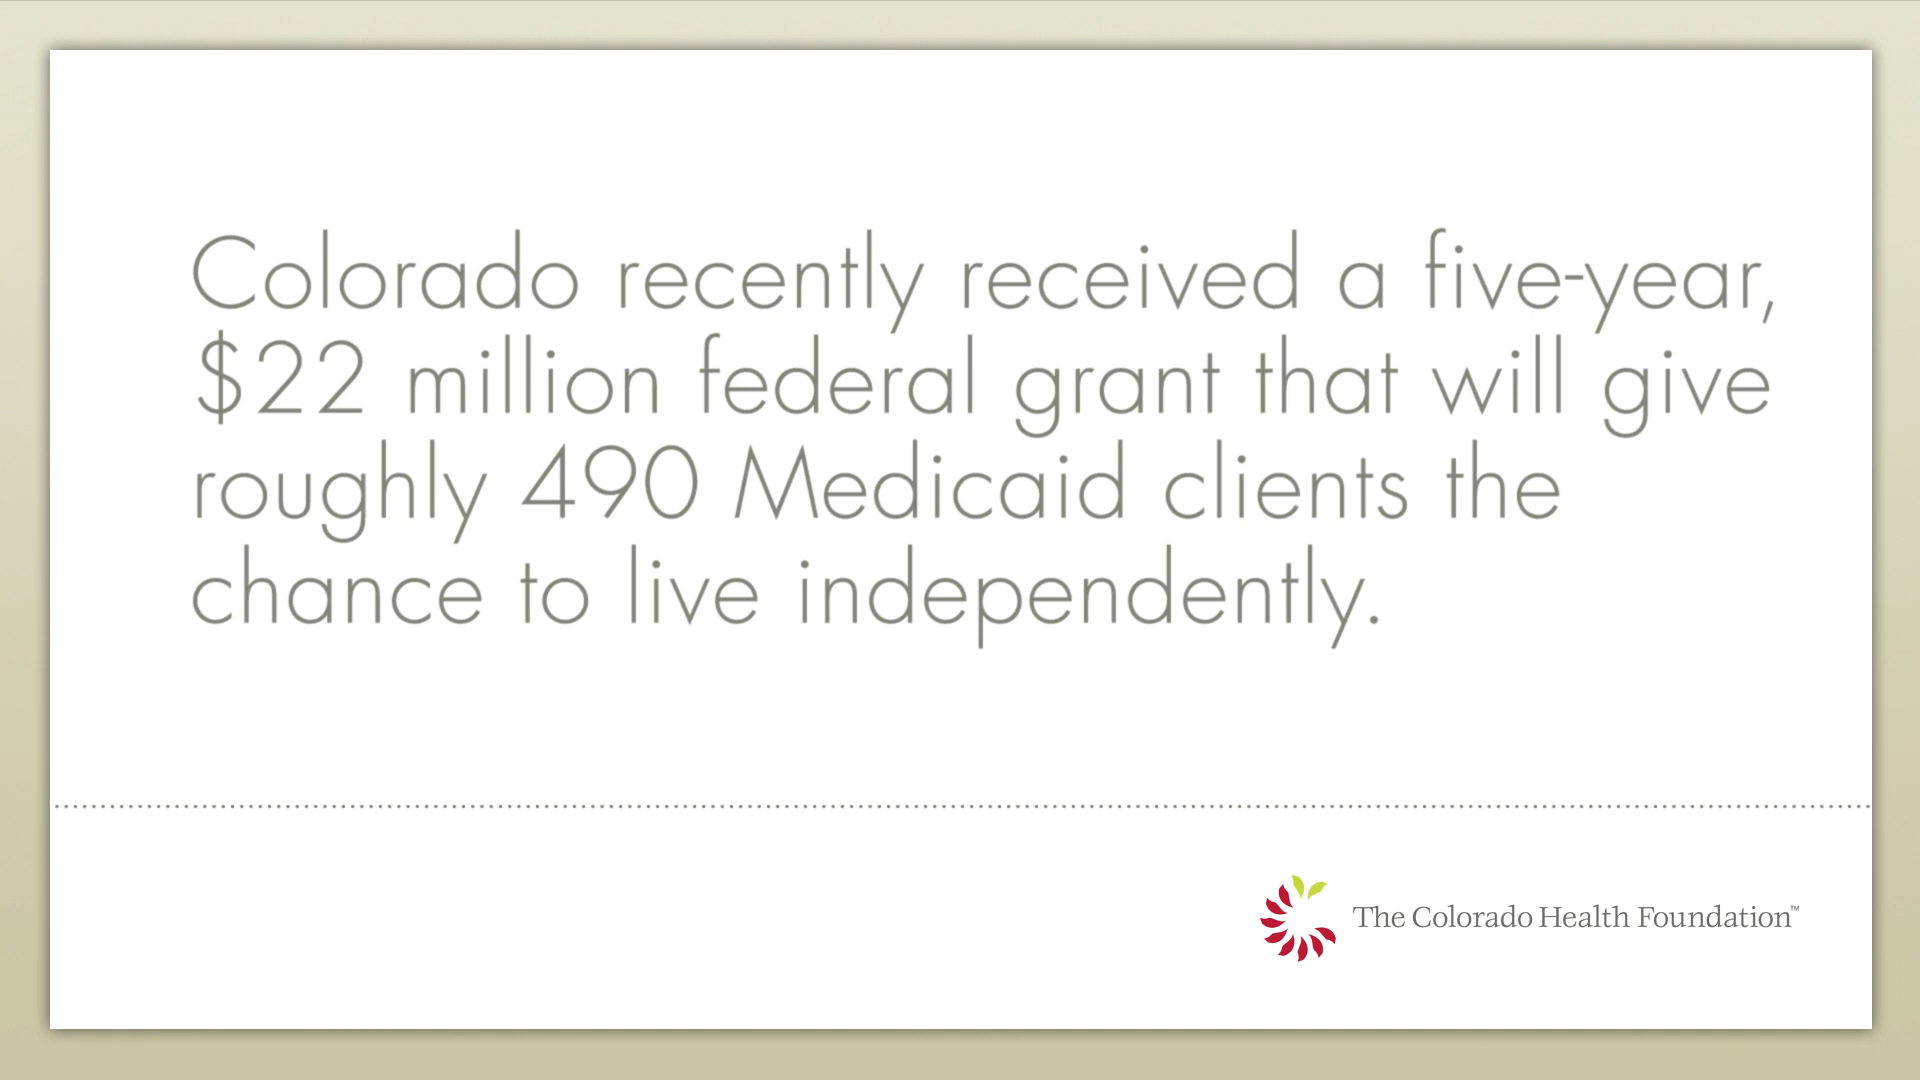 Colorado recently received a five-year,
$22 million federal grant that will give
roughly 490 Medicaid clients the
chance to live independently.
The Colorado Health Foundation™